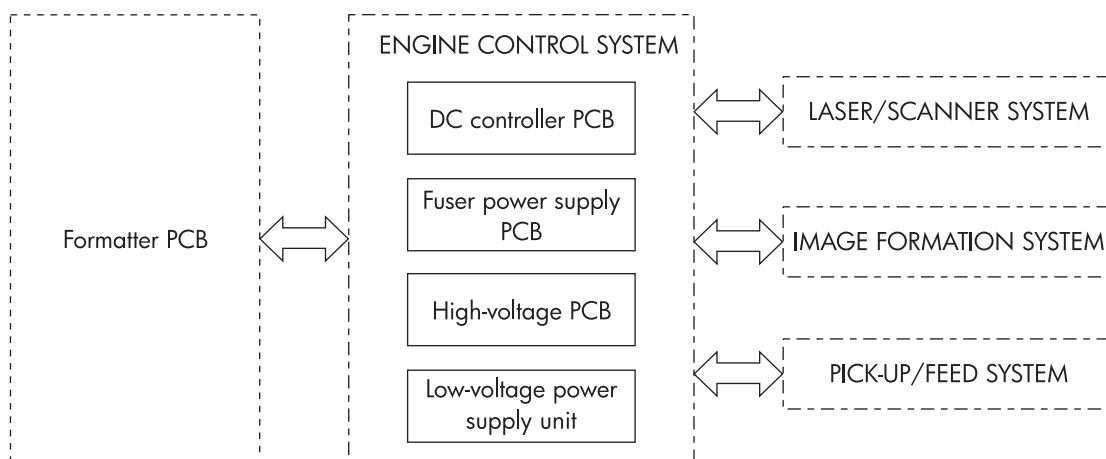 Formatter PCB
ENGINE CONTROL SYSTEM
DC controller PCB
Fuser power supply
PCB
High-voltage PCB
Low-voltage power
supply unit
LASER/SCANNER SYSTEM
IMAGE FORMATION SYSTEM
PICK-UP/FEED SYSTEM